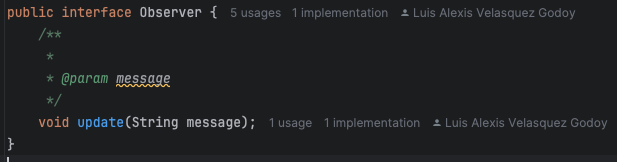 public interface Observer { 5 usages 1 implementation Luis Alexis Velasquez Godoy
/**
*
* @param message
*/
void update(String message); 1 usage 1 implementation Luis Alexis Velasquez Godoy
}